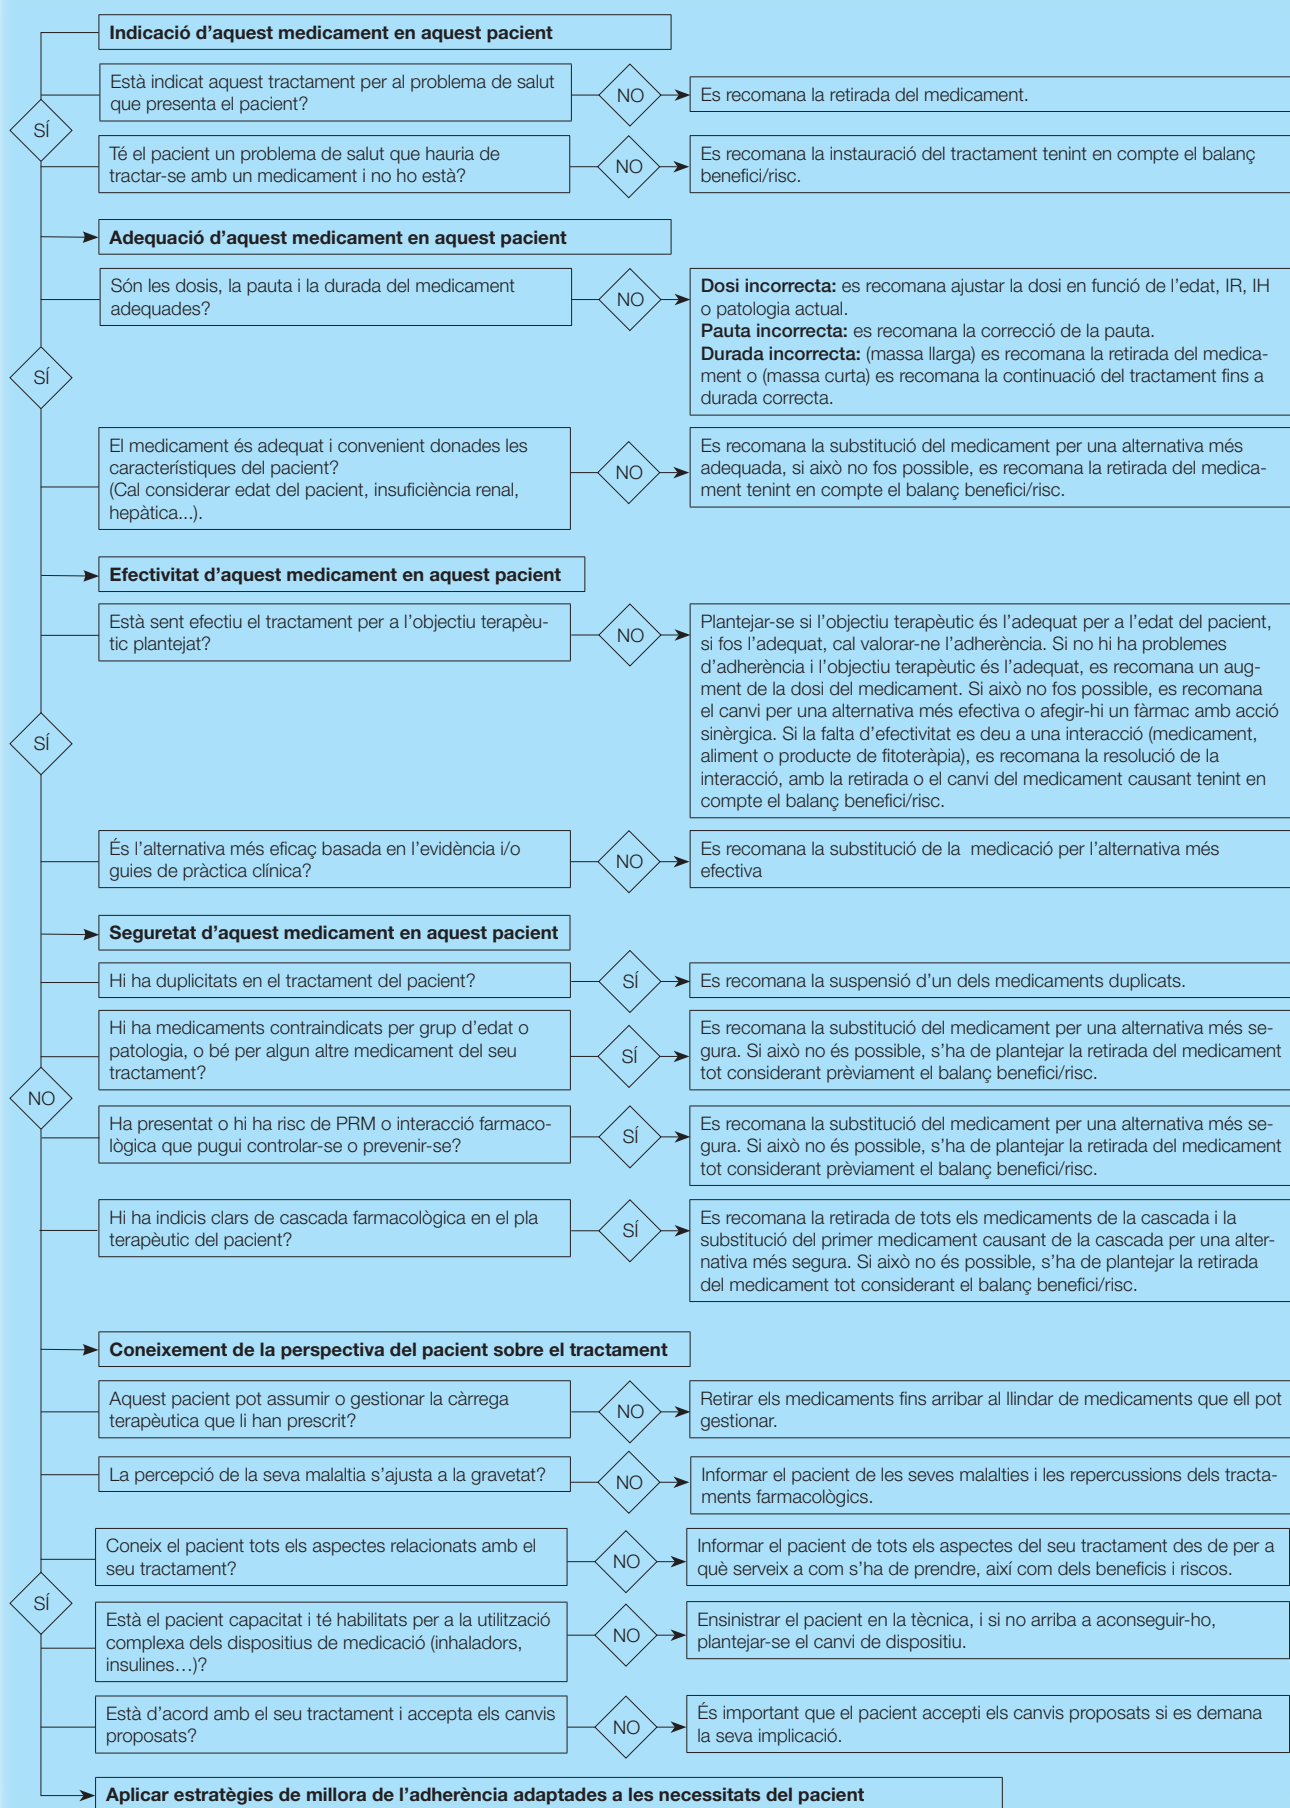 Indicació d'aquest medicament en aquest pacient
Està indicat aquest tractament per al problema de salut
que presenta el pacient?
NO
Es recomana la retirada del medicament.
SÍ
Té el pacient un problema de salut que hauria de
tractar-se amb un medicament i no ho està?
NO
Es recomana la instauració del tractament tenint en compte el balanç
benefici/risc.
Adequació d'aquest medicament en aquest pacient
Són les dosis, la pauta i la durada del medicament
adequades?
NO
Dosi incorrecta: es recomana ajustar la dosi en funció de l'edat, IR, IH
o patologia actual.
Pauta incorrecta: es recomana la correcció de la pauta.
Durada incorrecta: (massa llarga) es recomana la retirada del medica-
ment o (massa curta) es recomana la continuació del tractament fins a
durada correcta.
SÍ
El medicament és adequat i convenient donades les
característiques del pacient?
(Cal considerar edat del pacient, insuficiència renal,
hepàtica...).
NO
Es recomana la substitució del medicament per una alternativa més
adequada, si això no fos possible, es recomana la retirada del medica-
ment tenint en compte el balanç benefici/risc.
Efectivitat d'aquest medicament en aquest pacient
Està sent efectiu el tractament per a l'objectiu terapèu-
tic plantejat?
NO
Plantejar-se si l'objectiu terapèutic és l'adequat per a l'edat del pacient,
si fos l'adequat, cal valorar-ne l'adherència. Si no hi ha problemes
d'adherència i l'objectiu terapèutic és l'adequat, es recomana un aug-
ment de la dosi del medicament. Si això no fos possible, es recomana
el canvi per una alternativa més efectiva o afegir-hi un fàrmac amb acció
sinèrgica. Si la falta d'efectivitat es deu a una interacció (medicament,
aliment o producte de fitoteràpia), es recomana la resolució de la
interacció, amb la retirada o el canvi del medicament causant tenint en
compte el balanç benefici/risc.
SÍ
És l'alternativa més eficaç basada en l'evidència i/o
guies de pràctica clínica?
NO
Es recomana la substitució de la medicació per l'alternativa més
efectiva
Seguretat d'aquest medicament en aquest pacient
Hi ha duplicitats en el tractament del pacient?
SÍ
Es recomana la suspensió d'un dels medicaments duplicats.
Hi ha medicaments contraindicats per grup d'edat o
patologia, o bé per algun altre medicament del seu
tractament?
SÍ
Es recomana la substitució del medicament per una alternativa més se-
gura. Si això no és possible, s'ha de plantejar la retirada del medicament
tot considerant prèviament el balanç benefici/risc.
NO
Ha presentat o hi ha risc de PRM o interacció farmaco-
lògica que pugui controlar-se o prevenir-se?
SÍ
Es recomana la substitució del medicament per una alternativa més se-
gura. Si això no és possible, s'ha de plantejar la retirada del medicament
tot considerant prèviament el balanç benefici/risc.
Hi ha indicis clars de cascada farmacològica en el pla
terapèutic del pacient?
SÍ
Es recomana la retirada de tots els medicaments de la cascada i la
substitució del primer medicament causant de la cascada per una alter-
nativa més segura. Si això no és possible, s'ha de plantejar la retirada
del medicament tot considerant el balanç benefici/risc.
Coneixement de la perspectiva del pacient sobre el tractament
Aquest pacient pot assumir o gestionar la càrrega
terapèutica que li han prescrit?
NO
Retirar els medicaments fins arribar al llindar de medicaments que ell pot
gestionar.
La percepció de la seva malaltia s'ajusta a la gravetat?
NO
Informar el pacient de les seves malalties i les repercussions dels tracta-
ments farmacològics.
Coneix el pacient tots els aspectes relacionats amb el
seu tractament?
NO
Informar el pacient de tots els aspectes del seu tractament des de per a
què serveix a com s'ha de prendre, així com dels beneficis i riscos.
SÍ
Està el pacient capacitat i té habilitats per a la utilització
complexa dels dispositius de medicació (inhaladors,
insulines...)?
NO
Ensinistrar el pacient en la tècnica, i si no arriba a aconseguir-ho,
plantejar-se el canvi de dispositiu.
Està d'acord amb el seu tractament i accepta els canvis
proposats?
NO
És important que el pacient accepti els canvis proposats si es demana
la seva implicació.
Aplicar estratègies de millora de l'adherència adaptades a les necessitats del pacient